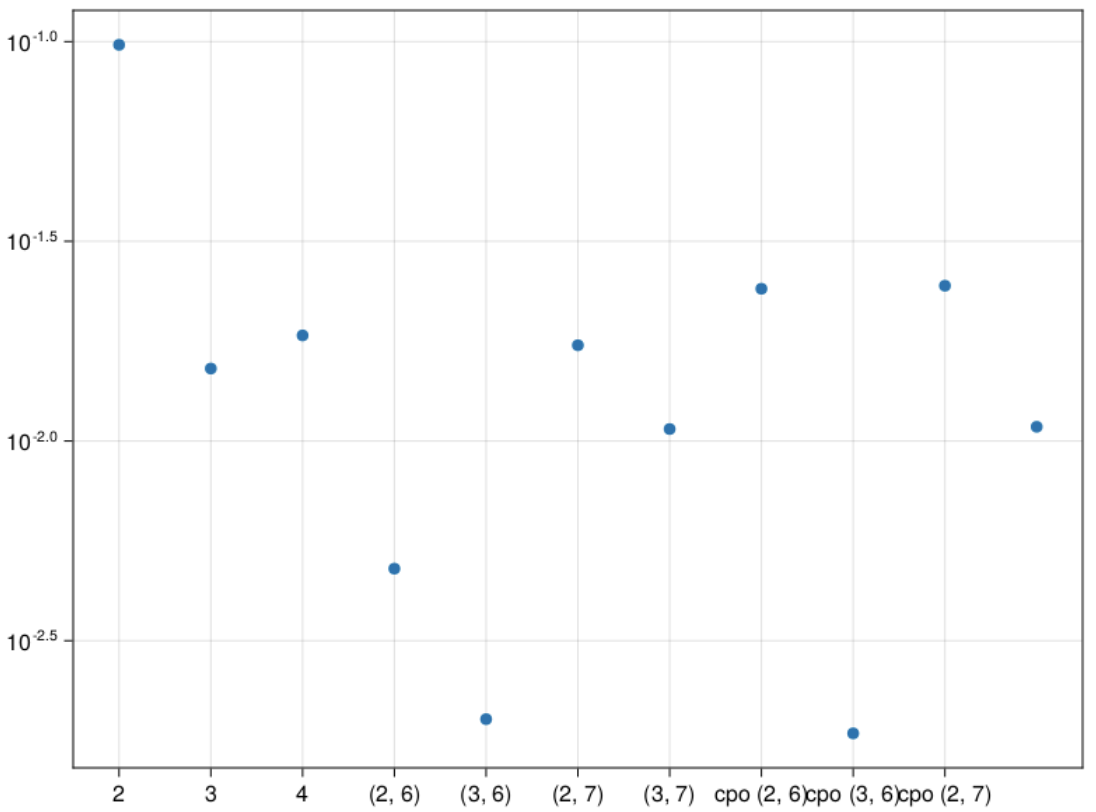 10-1.0
10-1.5
10-2.0
10-2.5
2 3 4 (2, 6) (3, 6) (2, 7) (3, 7) cpo (2, 6) cpo (3, 6) cpo (2, 7)